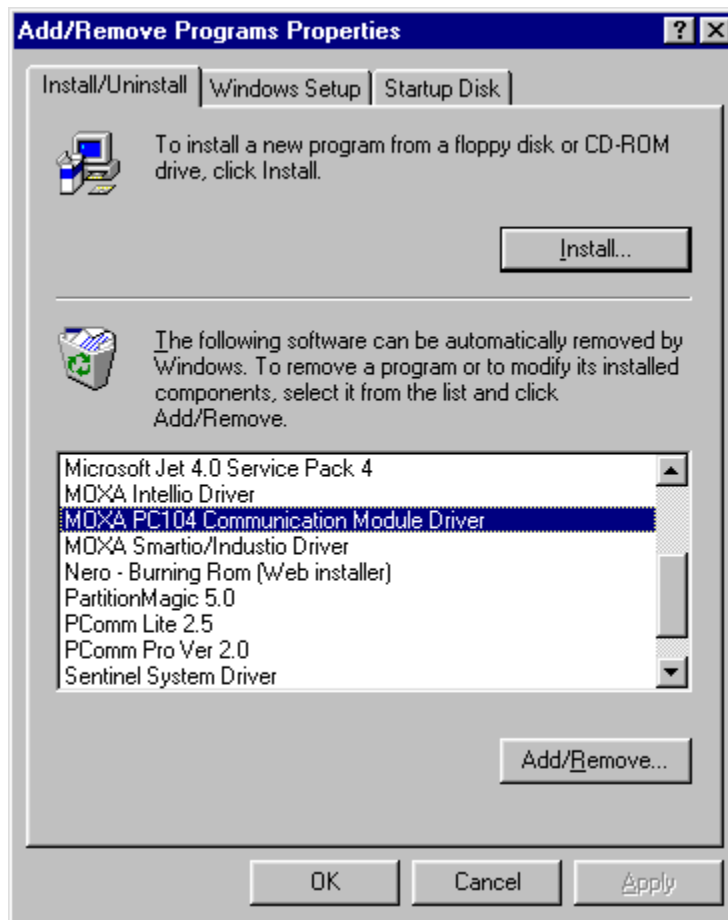 Add/Remove Programs Properties
Install/Uninstall
Windows Setup
Startup Disk
To install a new program from a floppy disk or CD-ROM
drive, click Install.
Install...
The following software can be automatically removed by
Windows. To remove a program or to modify its installed
components, select it from the list and click
Add/Remove.
Microsoft Jet 4.0 Service Pack 4
MOXA Intellio Driver
MOXA PC104 Communication Module Driver
MOXA Smartio/Industio Driver
Nero - Burning Rom (Web installer)
PartitionMagic 5.0
PComm Lite 2.5
PComm Pro Ver 2.0
Sentinel System Driver
Add/Remove...
OK
Cancel
Apply